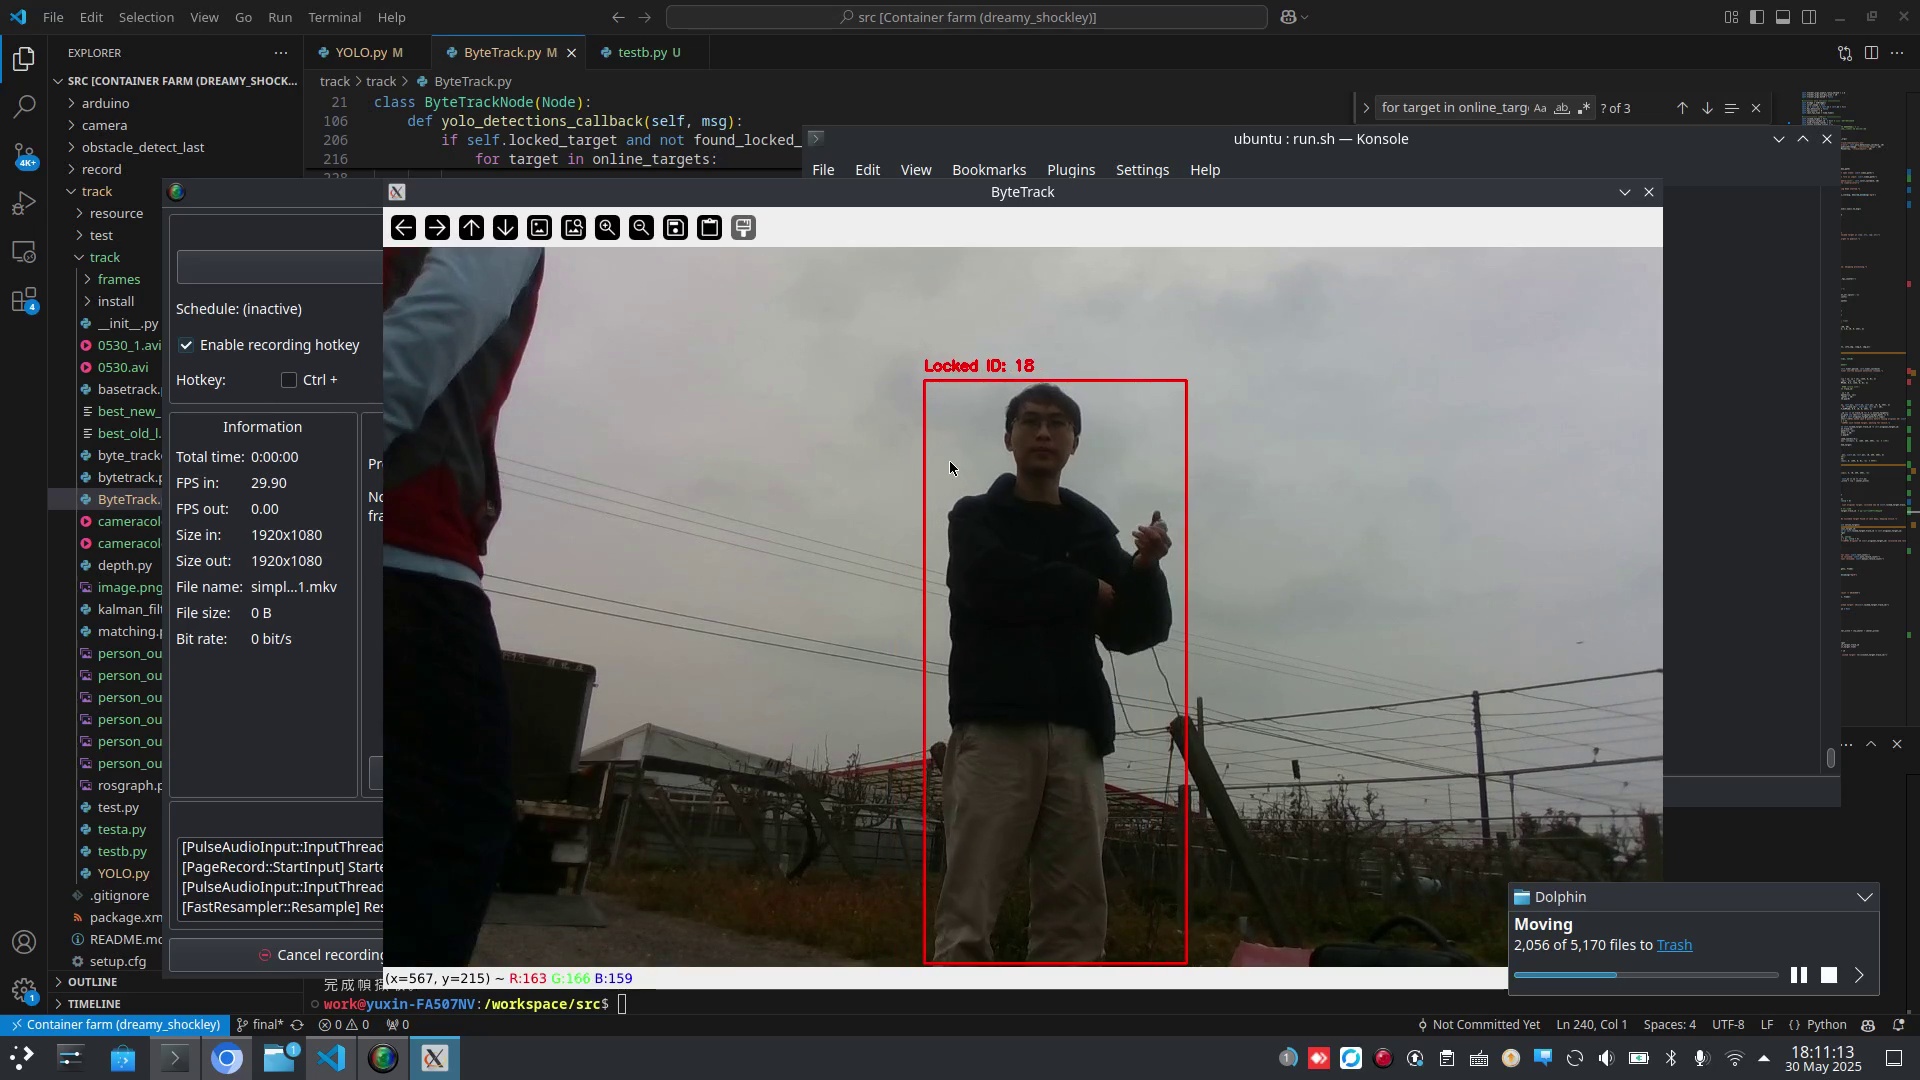 File Edit Selection View Go Run Terminal Help
src [Container farm (dreamy_shockley)]
EXPLORER
SRC [CONTAINER FARM (DREAMY_SHOCK...
arduino
camera
obstacle_detect_last
record
track
resource
test
track
frames
install
__init__.py
0530_1.avi
0530.avi
basetrack.
best_new_
best_old_l.
byte_track
bytetrack.p
ByteTrack.
cameracol
cameracol
depth.py
image.png
kalman_filt
matching.p
person_ou
person_ou
person_ou
person_ou
person_ou
person_ou
rosgraph.p
test.py
testa.py
testb.py
YOLO.py
.gitignore
package.xm
README.md
setup.cfg
OUTLINE
TIMELINE
4K+
4
1
YOLO.py M
ByteTrack.py M
testb.py U
track > track > ByteTrack.py
21 class ByteTrackNode(Node):
106 def yolo_detections_callback(self, msg):
206 if self.locked_target and not found_locked_
216 for target in online_targets:
for target in online_targ
Aa ab
? of 3
ubuntu : run.sh — Konsole
File Edit View Bookmarks Plugins Settings Help
Schedule: (inactive)
Enable recording hotkey
Hotkey: Ctrl +
Information
Total time: 0:00:00
FPS in: 29.90
FPS out: 0.00
Size in: 1920x1080
Size out: 1920x1080
File name: simpl...1.mkv
File size: 0 B
Bit rate: 0 bit/s
[PulseAudioInput::InputThread
[PageRecord::StartInput] Starte
[PulseAudioInput::InputThread
[FastResampler::Resample] Res
Cancel recording
ByteTrack
Locked ID: 18
(x=567, y=215) ~ R:163 G:166 B:159
work@yuxin-FA507NV:/workspace/src$
Dolphin
Moving
2,056 of 5,170 files to Trash
Container farm (dreamy_shockley)
final*
0 0
0
Not Committed Yet
Ln 240, Col 1
Spaces: 4
UTF-8
LF
{} Python
1
1
18:11:13
30 May 2025